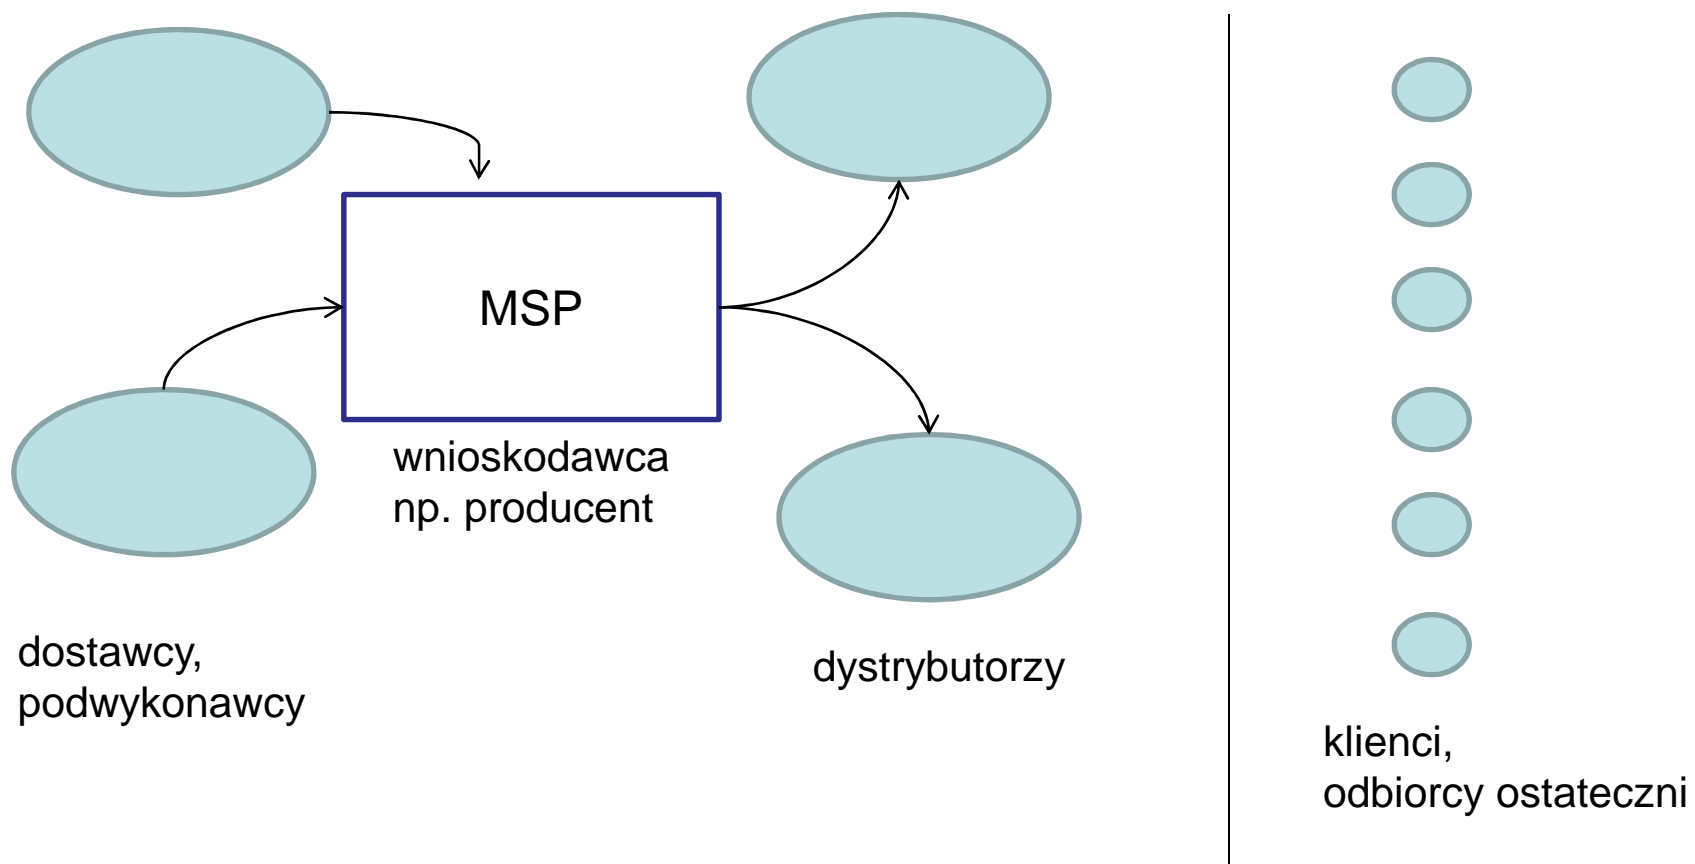 MSP
wnioskodawca
np. producent
dostawcy,
podwykonawcy
dystrybutorzy
klienci,
odbiorcy ostateczni